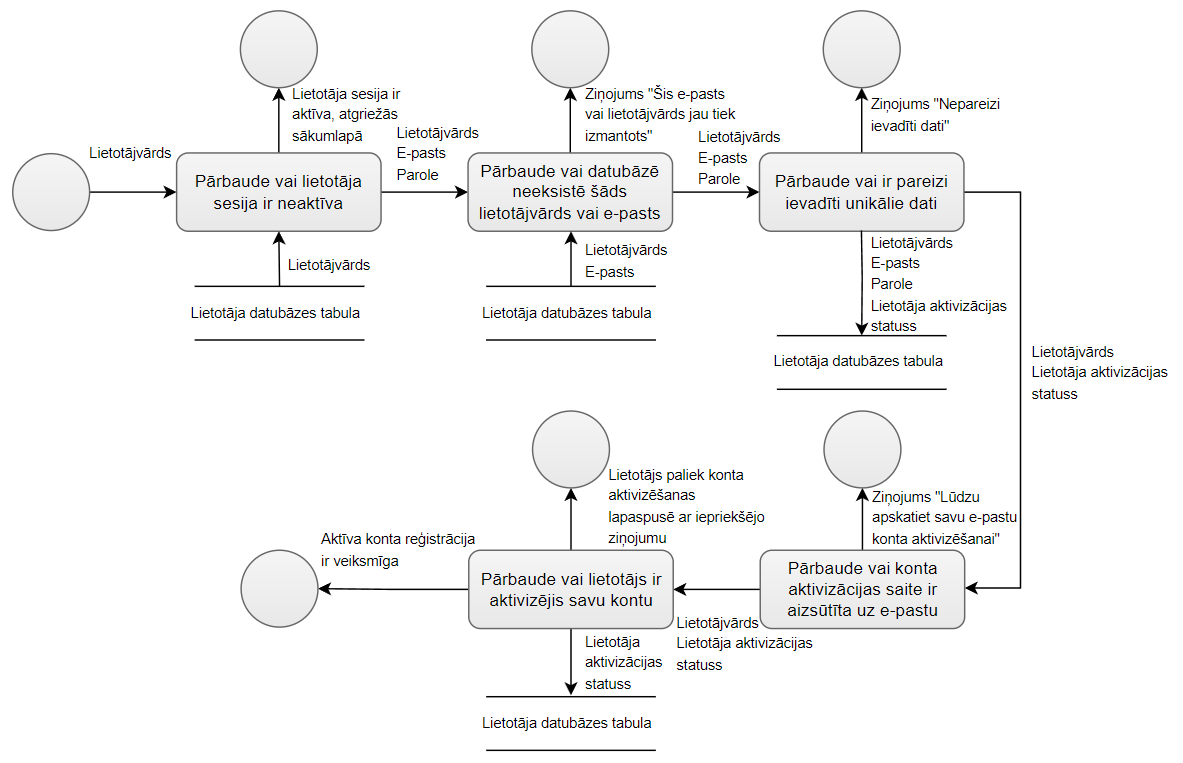 Lietotājvārds
Lietotāja sesija ir
aktīva, atgriežās
sākumlapā
Pārbaude vai lietotāja
sesija ir neaktīva
Lietotājvārds
Lietotāja datubāzes tabula
Lietotājvārds
E-pasts
Parole
Ziņojums "Šis e-pasts
vai lietotājvārds jau tiek
izmantots"
Pārbaude vai datubāzē
neeksistē šāds
lietotājvārds vai e-pasts
Lietotājvārds
E-pasts
Lietotāja datubāzes tabula
Lietotājvārds
E-pasts
Parole
Ziņojums "Nepareizi
ievadīti dati"
Pārbaude vai ir pareizi
ievadīti unikālie dati
Lietotājvārds
E-pasts
Parole
Lietotāja aktivizācijas
statuss
Lietotāja datubāzes tabula
Lietotājvārds
Lietotāja aktivizācijas
statuss
Ziņojums "Lūdzu
apskatiet savu e-pastu
konta aktivizēšanai"
Pārbaude vai konta
aktivizācijas saite ir
aizsūtīta uz e-pastu
Lietotājvārds
Lietotāja aktivizācijas
statuss
Lietotājs paliek konta
aktivizēšanas
lapaspusē ar iepriekšējo
ziņojumu
Pārbaude vai lietotājs ir
aktivizējis savu kontu
Aktīva konta reģistrācija
ir veiksmīga
Lietotāja
aktivizācijas
statuss
Lietotāja datubāzes tabula